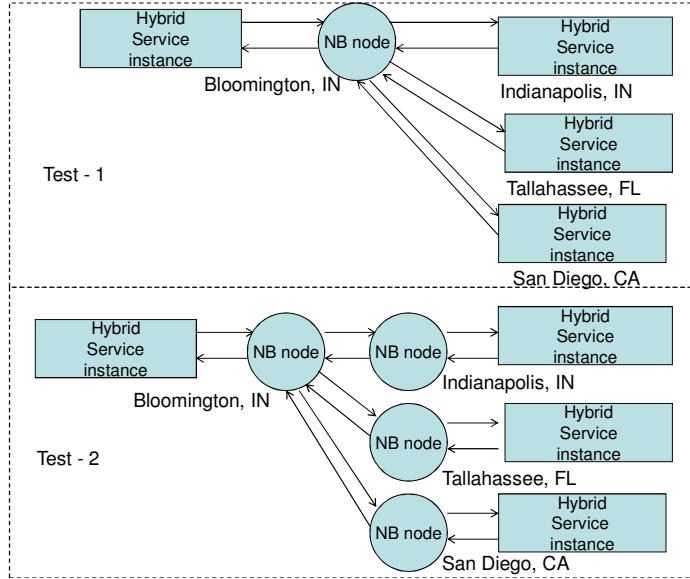 Hybrid
Service
instance
NB node
Bloomington, IN
Hybrid
Service
instance
Indianapolis, IN
Hybrid
Service
instance
Tallahassee, FL
Hybrid
Service
instance
San Diego, CA
Test - 1
Hybrid
Service
instance
NB node
Bloomington, IN
NB node
Hybrid
Service
instance
Indianapolis, IN
NB node
Hybrid
Service
instance
Tallahassee, FL
NB node
Hybrid
Service
instance
San Diego, CA
Test - 2